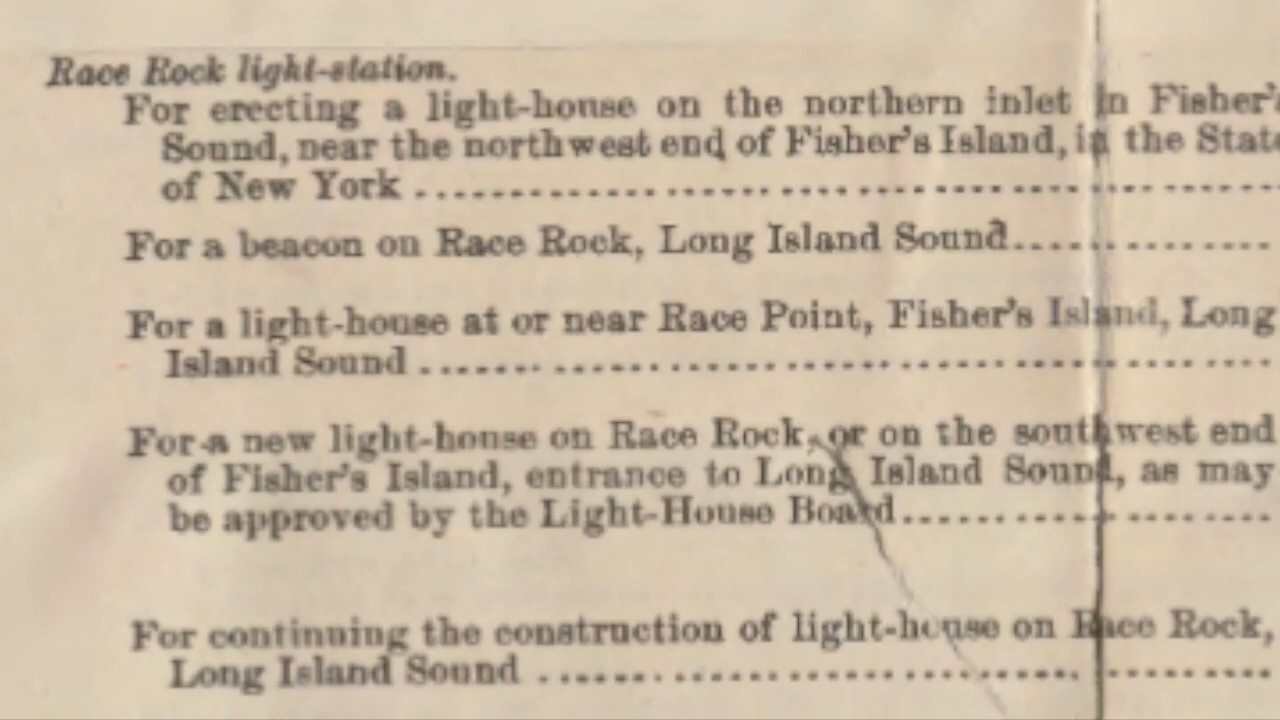 Race Rock light-station.
For erecting a light-house on the northern inlet in Fisher's
Sound, near the northwest end of Fisher's Island, in the State
of New York ........................................
For a beacon on Race Rock, Long Island Sound................
For a light-house at or near Race Point, Fisher's Island, Long
Island Sound ........................................
For a new light-house on Race Rock, or on the southwest end
of Fisher's Island, entrance to Long Island Sound, as may
be approved by the Light-House Board........................
For continuing the construction of light-house on Race Rock,
Long Island Sound ........................................